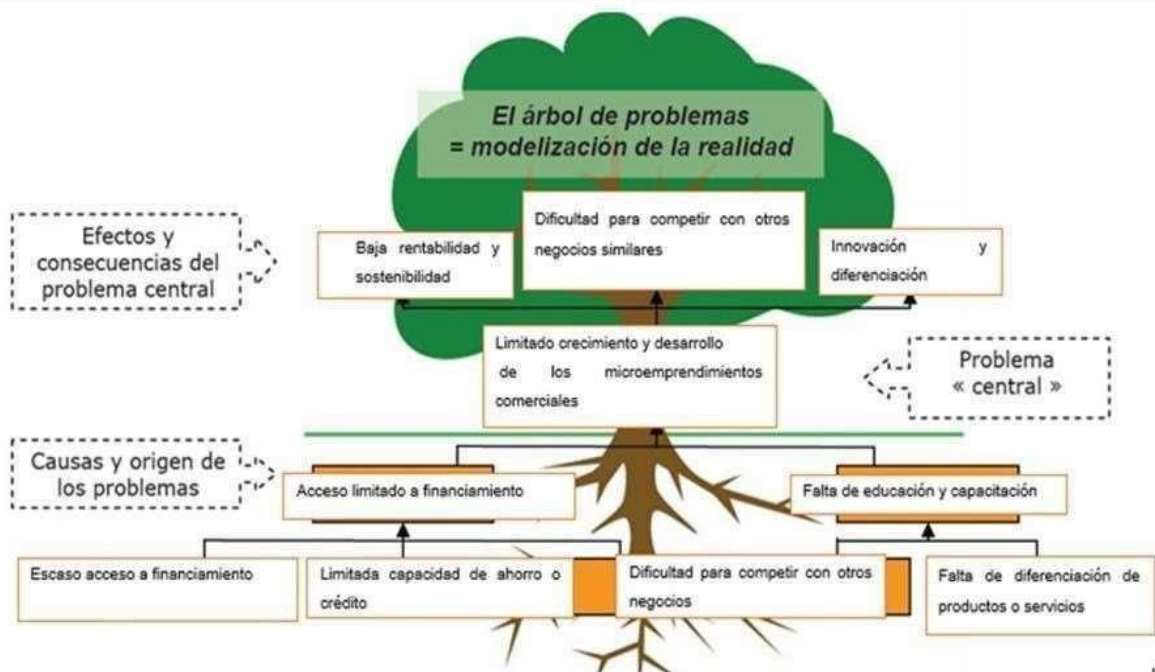 El árbol de problemas
= modelización de la realidad
Efectos y
consecuencias del
problema central
Baja rentabilidad y
sostenibilidad
Dificultad para competir con otros
negocios similares
Innovación y
diferenciación
Limitado crecimiento y desarrollo
de los microemprendimientos
comerciales
Problema
« central »
Causas y origen de
los problemas
Acceso limitado a financiamiento
Falta de educación y capacitación
Escaso acceso a financiamiento
Limitada capacidad de ahorro o
crédito
Dificultad para competir con otros
negocios
Falta de diferenciación de
productos o servicios